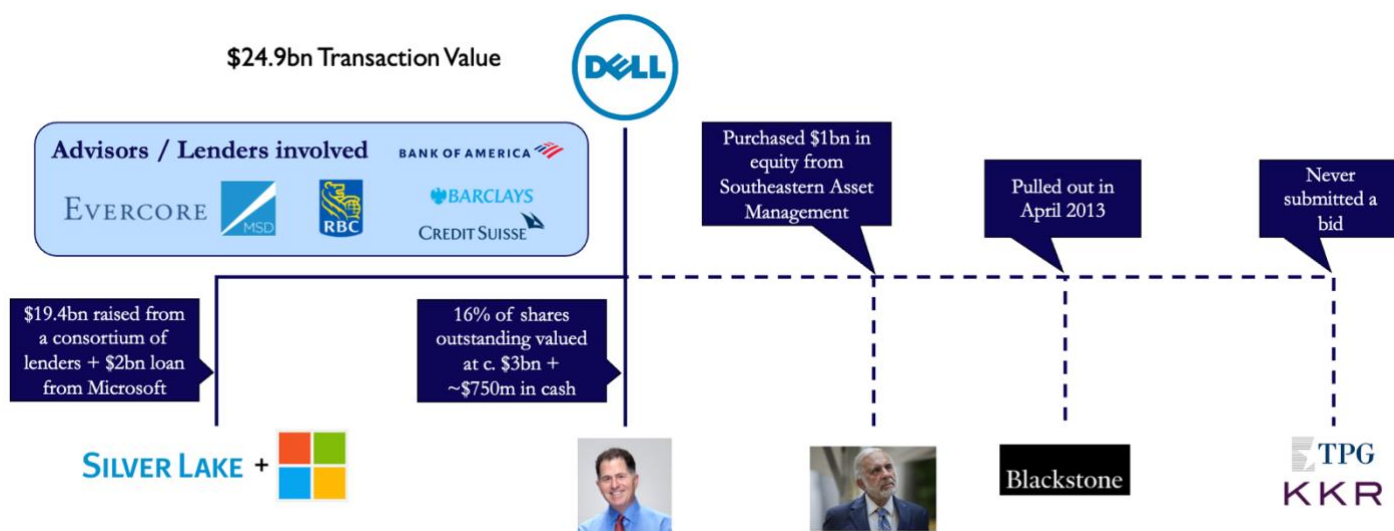 $24.9bn Transaction Value
DELL
Advisors / Lenders involved
BANK OF AMERICA
EVERCORE
MSD
RBC
BARCLAYS
CREDIT SUISSE
Purchased $1bn in
equity from
Southeastern Asset
Management
Pulled out in
April 2013
Never
submitted a
bid
$19.4bn raised from
a consortium of
lenders + $2bn loan
from Microsoft
16% of shares
outstanding valued
at c. $3bn +
~$750m in cash
SILVER LAKE +
Blackstone
TPG
KKR